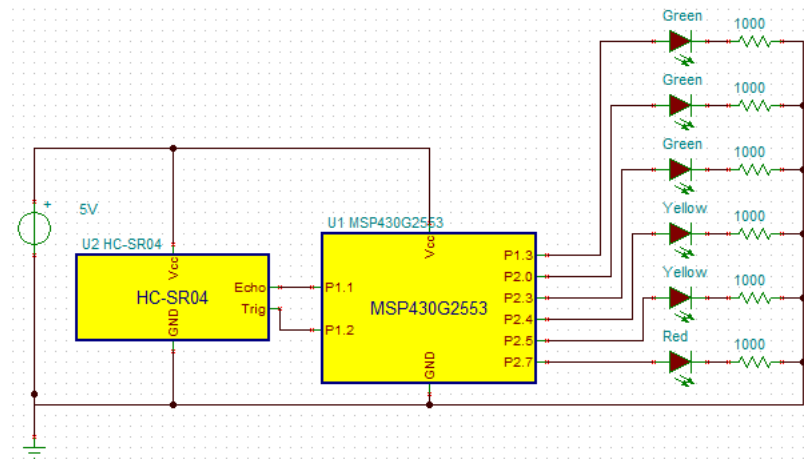 Green
1000
Green
1000
Green
1000
Yellow
1000
Yellow
1000
Red
1000
+
5V
U2 HC-SR04
Vcc
HC-SR04
GND
Echo
Trig
U1 MSP430G2553
Vcc
P1.1
P1.2
MSP430G2553
GND
P1.3
P2.0
P2.3
P2.4
P2.5
P2.7